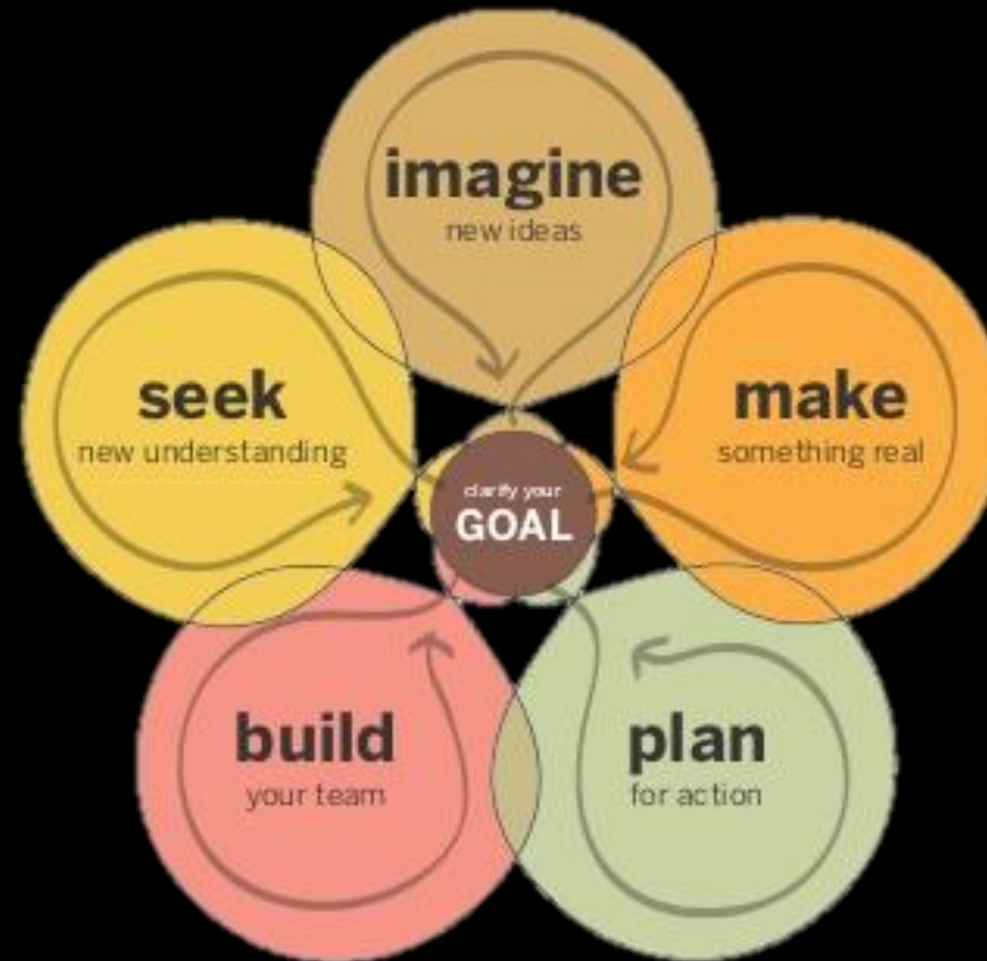 imagine
new ideas
seek
new understanding
make
something real
clarify your
GOAL
build
your team
plan
for action